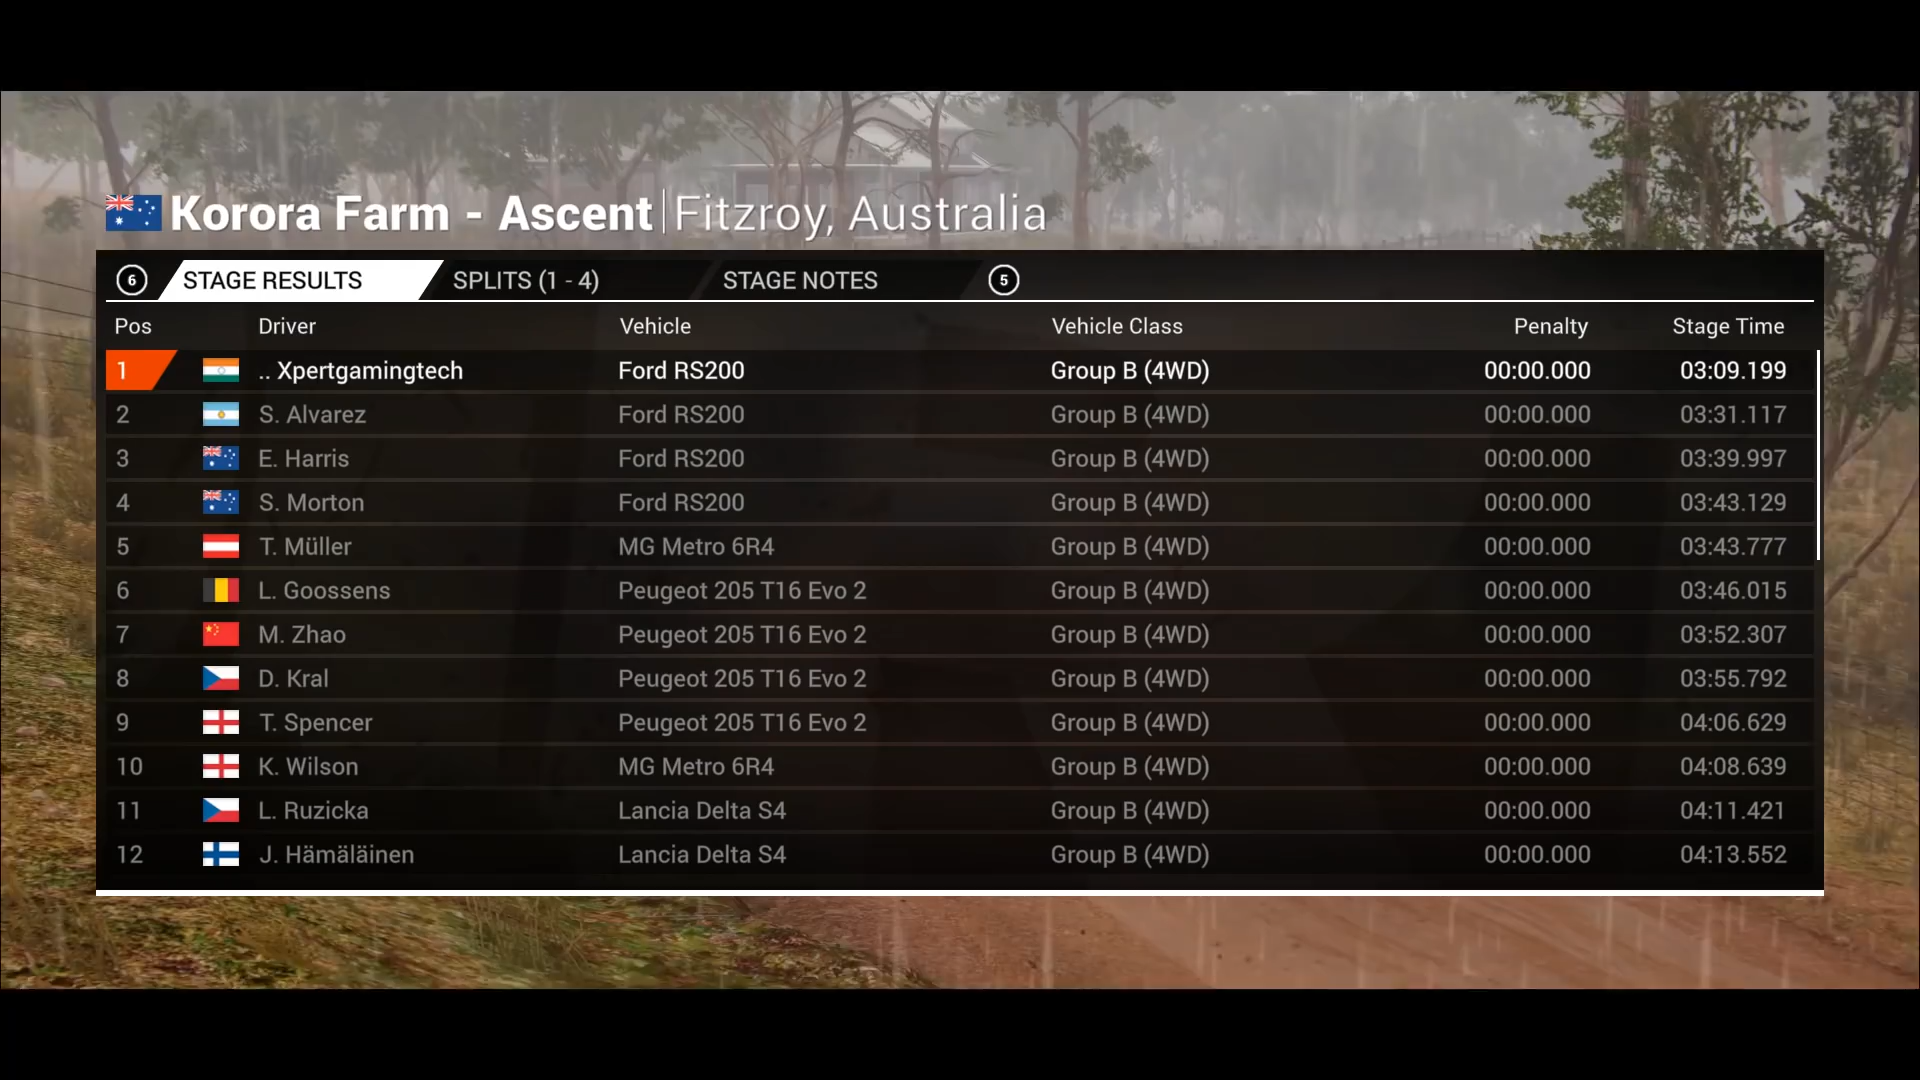 Korora Farm - Ascent | Fitzroy, Australia
6 STAGE RESULTS SPLITS (1 - 4) STAGE NOTES 5
Pos Driver Vehicle Vehicle Class Penalty Stage Time
1 .. Xpertgamingtech Ford RS200 Group B (4WD) 00:00.000 03:09.199
2 S. Alvarez Ford RS200 Group B (4WD) 00:00.000 03:31.117
3 E. Harris Ford RS200 Group B (4WD) 00:00.000 03:39.997
4 S. Morton Ford RS200 Group B (4WD) 00:00.000 03:43.129
5 T. Müller MG Metro 6R4 Group B (4WD) 00:00.000 03:43.777
6 L. Goossens Peugeot 205 T16 Evo 2 Group B (4WD) 00:00.000 03:46.015
7 M. Zhao Peugeot 205 T16 Evo 2 Group B (4WD) 00:00.000 03:52.307
8 D. Kral Peugeot 205 T16 Evo 2 Group B (4WD) 00:00.000 03:55.792
9 T. Spencer Peugeot 205 T16 Evo 2 Group B (4WD) 00:00.000 04:06.629
10 K. Wilson MG Metro 6R4 Group B (4WD) 00:00.000 04:08.639
11 L. Ruzicka Lancia Delta S4 Group B (4WD) 00:00.000 04:11.421
12 J. Hämäläinen Lancia Delta S4 Group B (4WD) 00:00.000 04:13.552